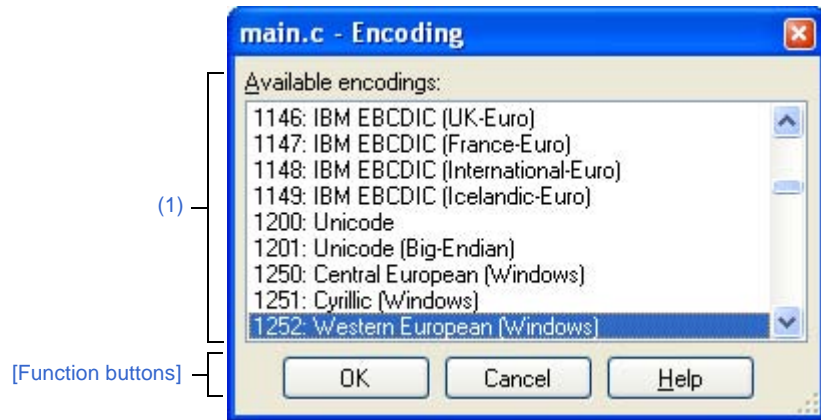 main.c - Encoding
Available encodings:
1146: IBM EBCDIC (UK-Euro)
1147: IBM EBCDIC (France-Euro)
1148: IBM EBCDIC (International-Euro)
1149: IBM EBCDIC (Icelandic-Euro)
1200: Unicode
1201: Unicode (Big-Endian)
1250: Central European (Windows)
1251: Cyrillic (Windows)
1252: Western European (Windows)
(1)
[Function buttons]
OK Cancel Help